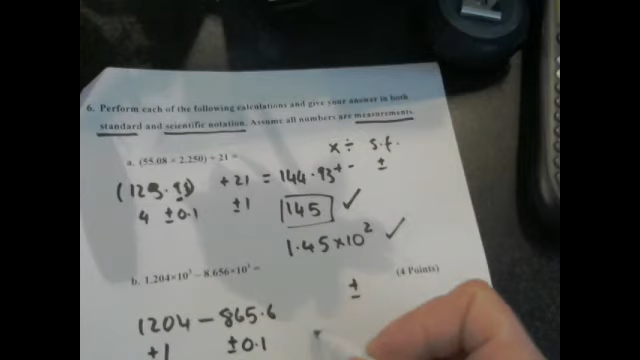 6. Perform each of the following calculations and give your answer in both
standard and scientific notation. Assume all numbers are measurements.
x ÷ s.f.
+ - ±
a. (55.08 × 2.250) + 21 =
(123.93) + 21 = 144.93
4 ±0.1 ±1 145 ✓
1.45×10² ✓
b. 1.204×10³ − 8.656×10² =
(4 Points)
±
1204 − 865.6
±1 ±0.1